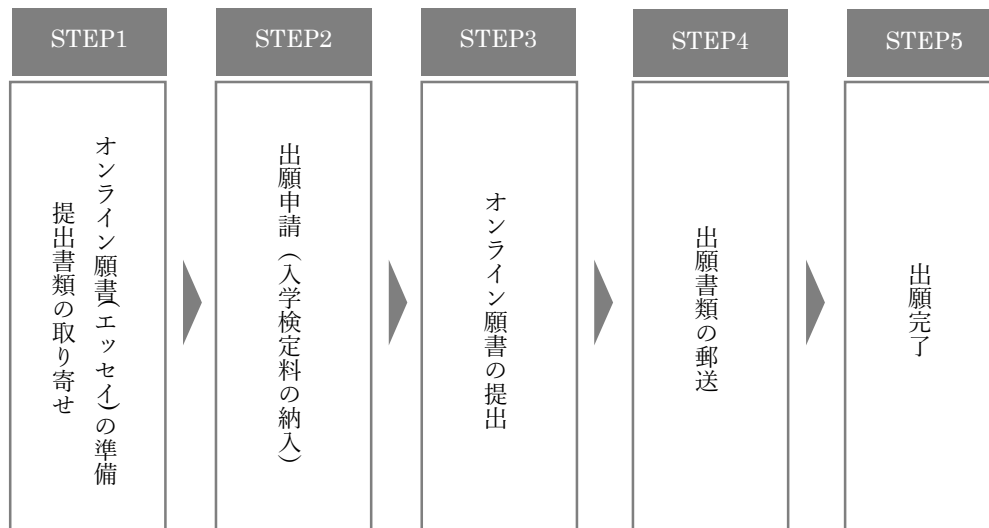 STEP1
オンライン願書(エッセイ)の準備
提出書類の取り寄せ
STEP2
出願申請（入学検定料の納入）
STEP3
オンライン願書の提出
STEP4
出願書類の郵送
STEP5
出願完了